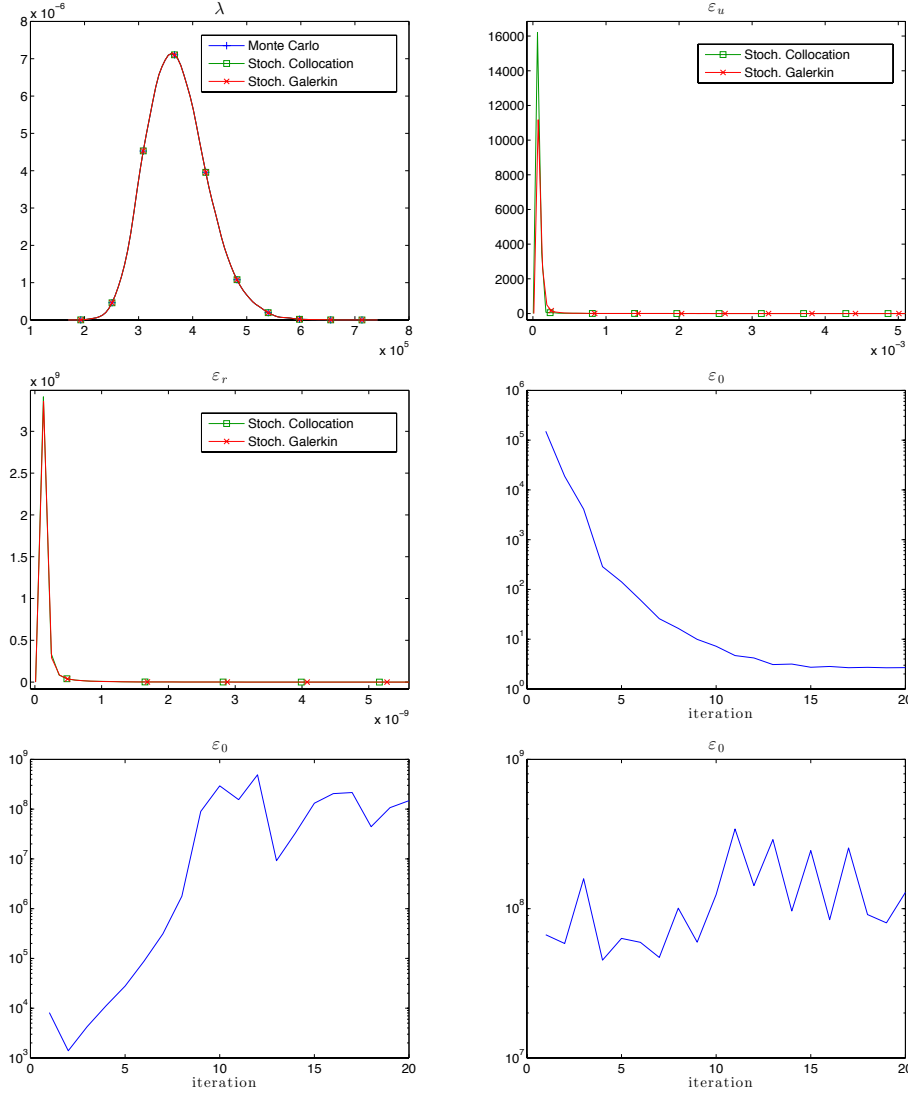 λ
8 x 10^-6
7
6
5
4
3
2
1
0
1 2 3 4 5 6 7 8
x 10^5
Monte Carlo
Stoch. Collocation
Stoch. Galerkin
ε_u
16000
14000
12000
10000
8000
6000
4000
2000
0
0 1 2 3 4 5
x 10^-3
Stoch. Collocation
Stoch. Galerkin
ε_r
x 10^9
3
2.5
2
1.5
1
0.5
0
0 1 2 3 4 5
x 10^-9
Stoch. Collocation
Stoch. Galerkin
ε_0
10^6
10^5
10^4
10^3
10^2
10^1
10^0
0 5 10 15 20
iteration
ε_0
10^9
10^8
10^7
10^6
10^5
10^4
10^3
0 5 10 15 20
iteration
ε_0
10^9
10^8
10^7
0 5 10 15 20
iteration